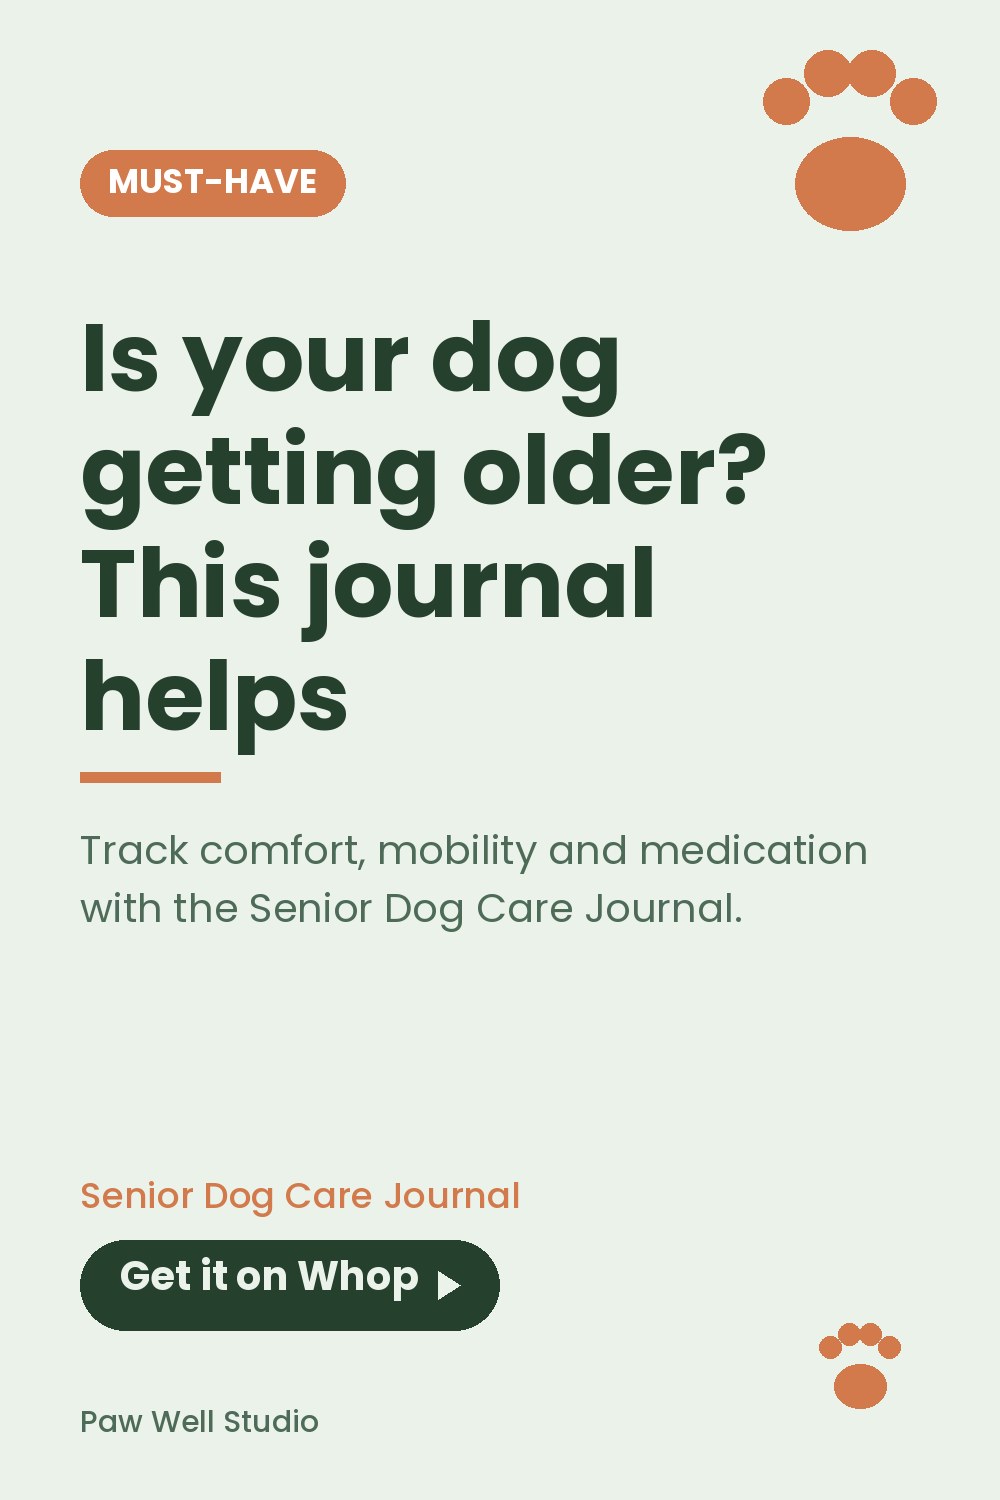 MUST-HAVE
Is your dog
getting older?
This journal
helps
Track comfort, mobility and medication
with the Senior Dog Care Journal.
Senior Dog Care Journal
Get it on Whop
Paw Well Studio